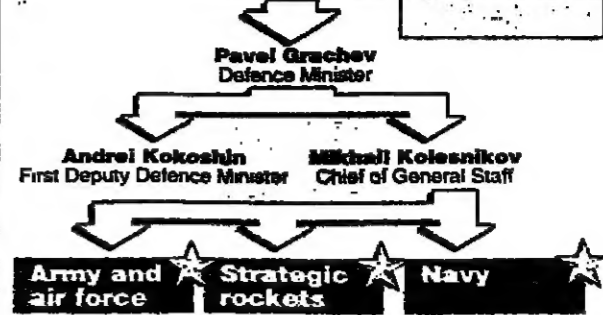 Pavel Grachev
Defence Minister
Andrei Kokoshin
First Deputy Defence Minister
Mikhail Kolesnikov
Chief of General Staff
Army and
air force
Strategic
rockets
Navy